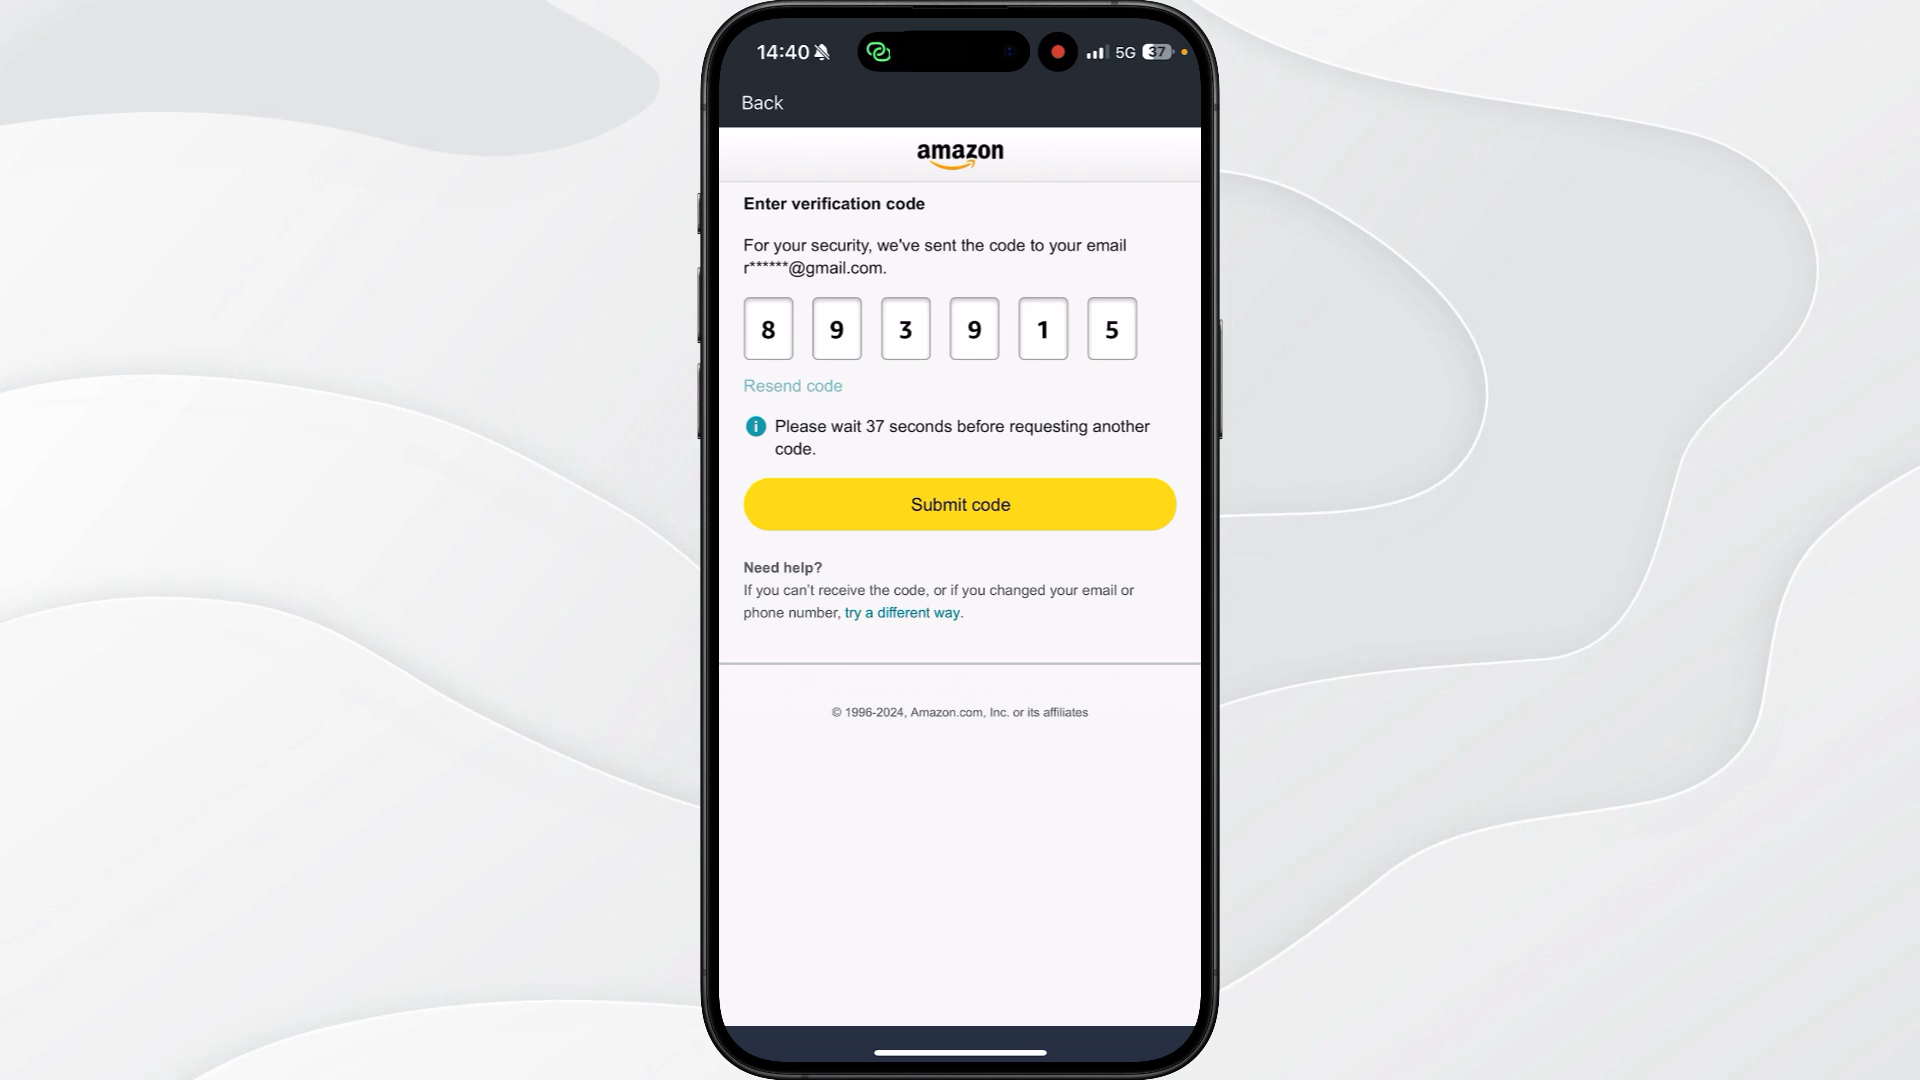 14:40 5G 37
Back
amazon
Enter verification code
For your security, we've sent the code to your email
r******@gmail.com.
8 9 3 9 1 5
Resend code
i Please wait 37 seconds before requesting another
code.
Submit code
Need help?
If you can't receive the code, or if you changed your email or
phone number, try a different way.
© 1996-2024, Amazon.com, Inc. or its affiliates